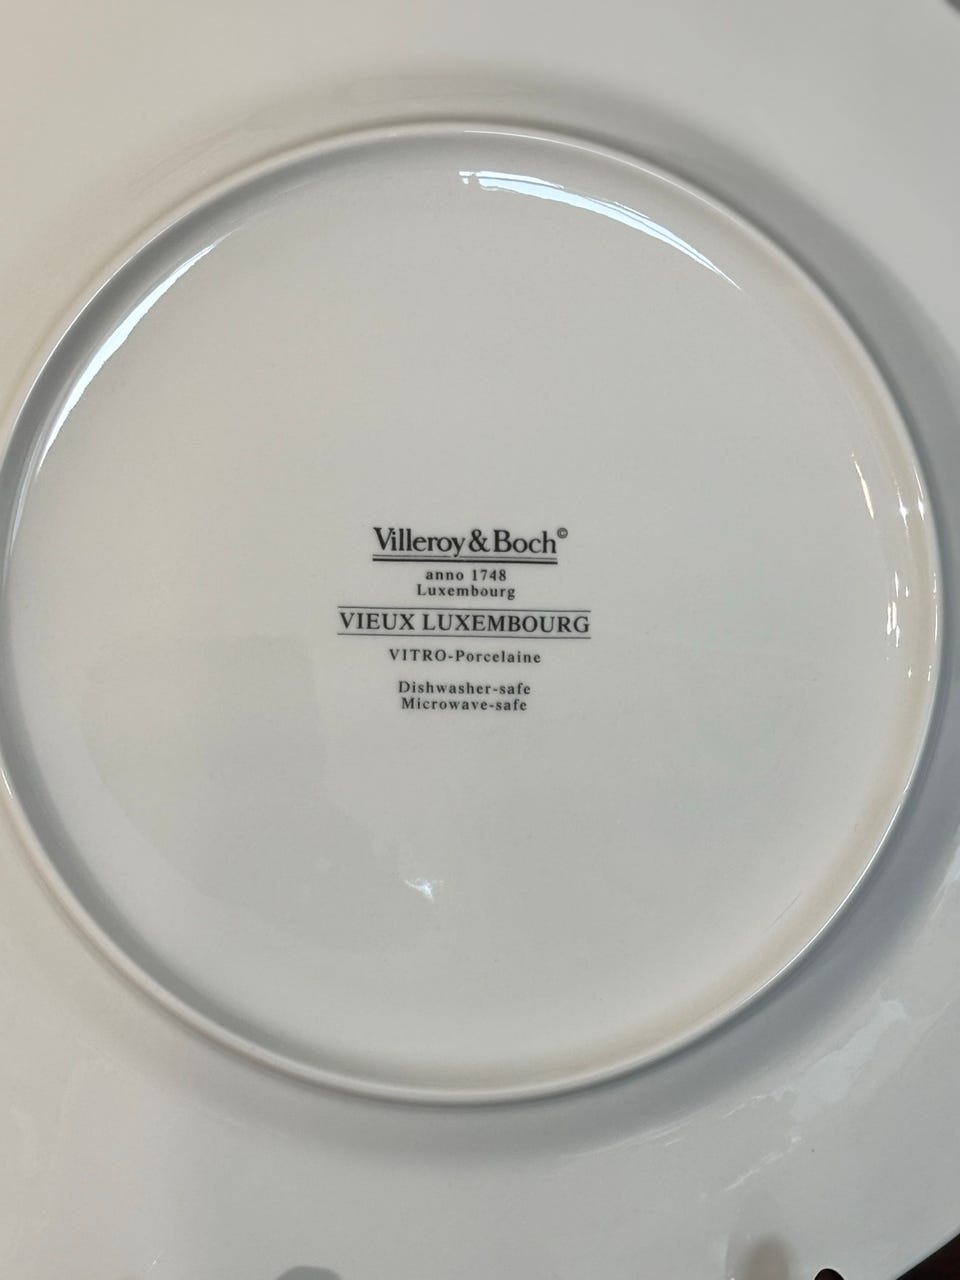 Villeroy & Boch©
anno 1748
Luxembourg
VIEUX LUXEMBOURG
VITRO-Porcelaine
Dishwasher-safe
Microwave-safe